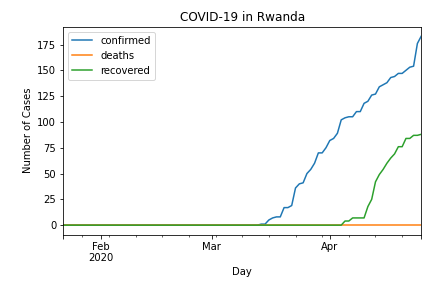 COVID-19 in Rwanda
confirmed
deaths
recovered
Number of Cases
175
150
125
100
75
50
25
0
Feb
2020
Mar
Apr
Day